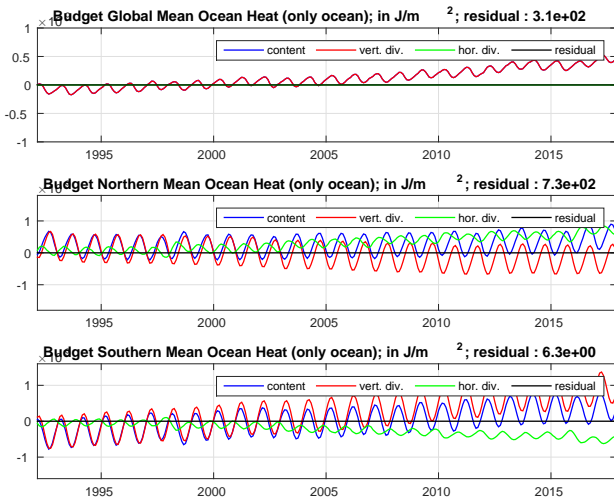 Budget Global Mean Ocean Heat (only ocean); in J/m 2; residual : 3.1e+02
×10
content vert. div. hor. div. residual
1
0.5
0
-0.5
-1
1995 2000 2005 2010 2015
Budget Northern Mean Ocean Heat (only ocean); in J/m 2; residual : 7.3e+02
×10
content vert. div. hor. div. residual
1
0
-1
1995 2000 2005 2010 2015
Budget Southern Mean Ocean Heat (only ocean); in J/m 2; residual : 6.3e+00
×10
content vert. div. hor. div. residual
1
0
-1
1995 2000 2005 2010 2015